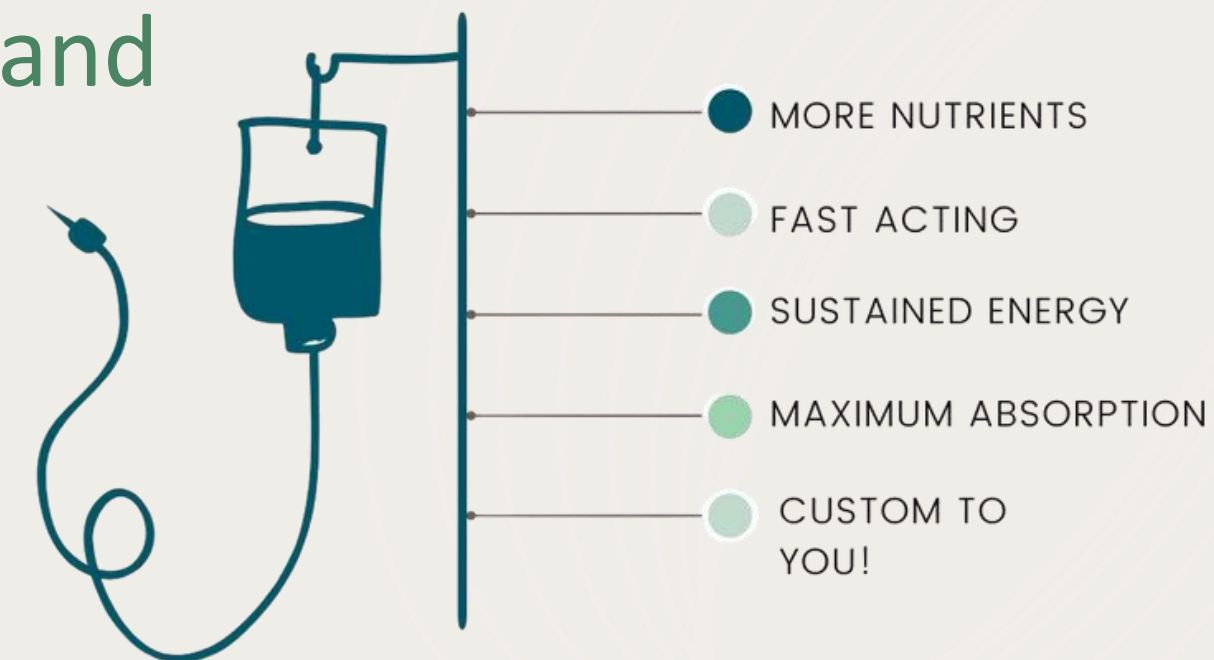 and
MORE NUTRIENTS
FAST ACTING
SUSTAINED ENERGY
MAXIMUM ABSORPTION
CUSTOM TO
YOU!